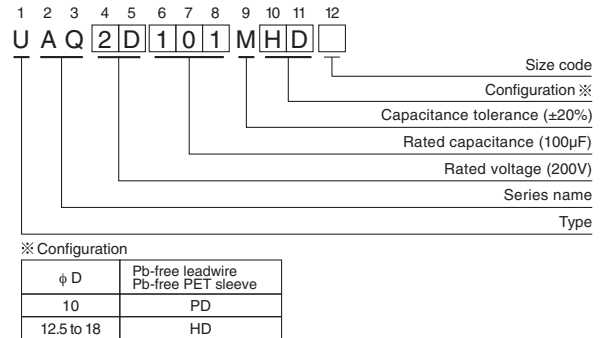 1 2 3 4 5 6 7 8 9 10 11 12
U A Q 2 D 1 0 1 M H D
Size code
Configuration ※
Capacitance tolerance (±20%)
Rated capacitance (100µF)
Rated voltage (200V)
Series name
Type
※ Configuration
ϕ D Pb-free leadwire
Pb-free PET sleeve
10 PD
12.5 to 18 HD